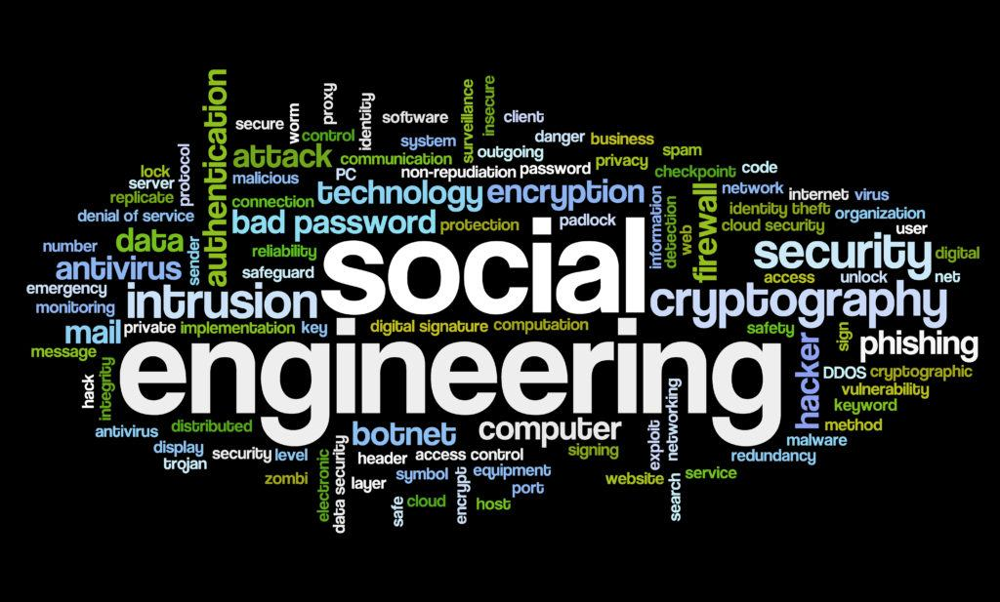 authentication
worm
proxy
identity
surveillance
insecure
software
client
secure
control
system
danger
business
attack
communication
outgoing
privacy
spam
lock
protocol
malicious
PC
non-repudiation
password
checkpoint
code
server
replicate
connection
technology
encryption
information
detection
web
firewall
network
internet
virus
denial of service
bad password
protection
padlock
identity theft
organization
cloud security
user
number
data
sender
reliability
social
security
digital
antivirus
safeguard
access
unlock
net
emergency
intrusion
cryptography
monitoring
mail
private
implementation
key
digital signature
computation
safety
sign
phishing
message
engineering
hacker
hack
integrity
DDOS
cryptographic
vulnerability
keyword
antivirus
distributed
botnet
computer
networking
method
display
security
level
header
access control
signing
exploit
malware
trojan
redundancy
zombi
electronic
data security
layer
symbol
encrypt
equipment
website
search
service
port
safe
cloud
host